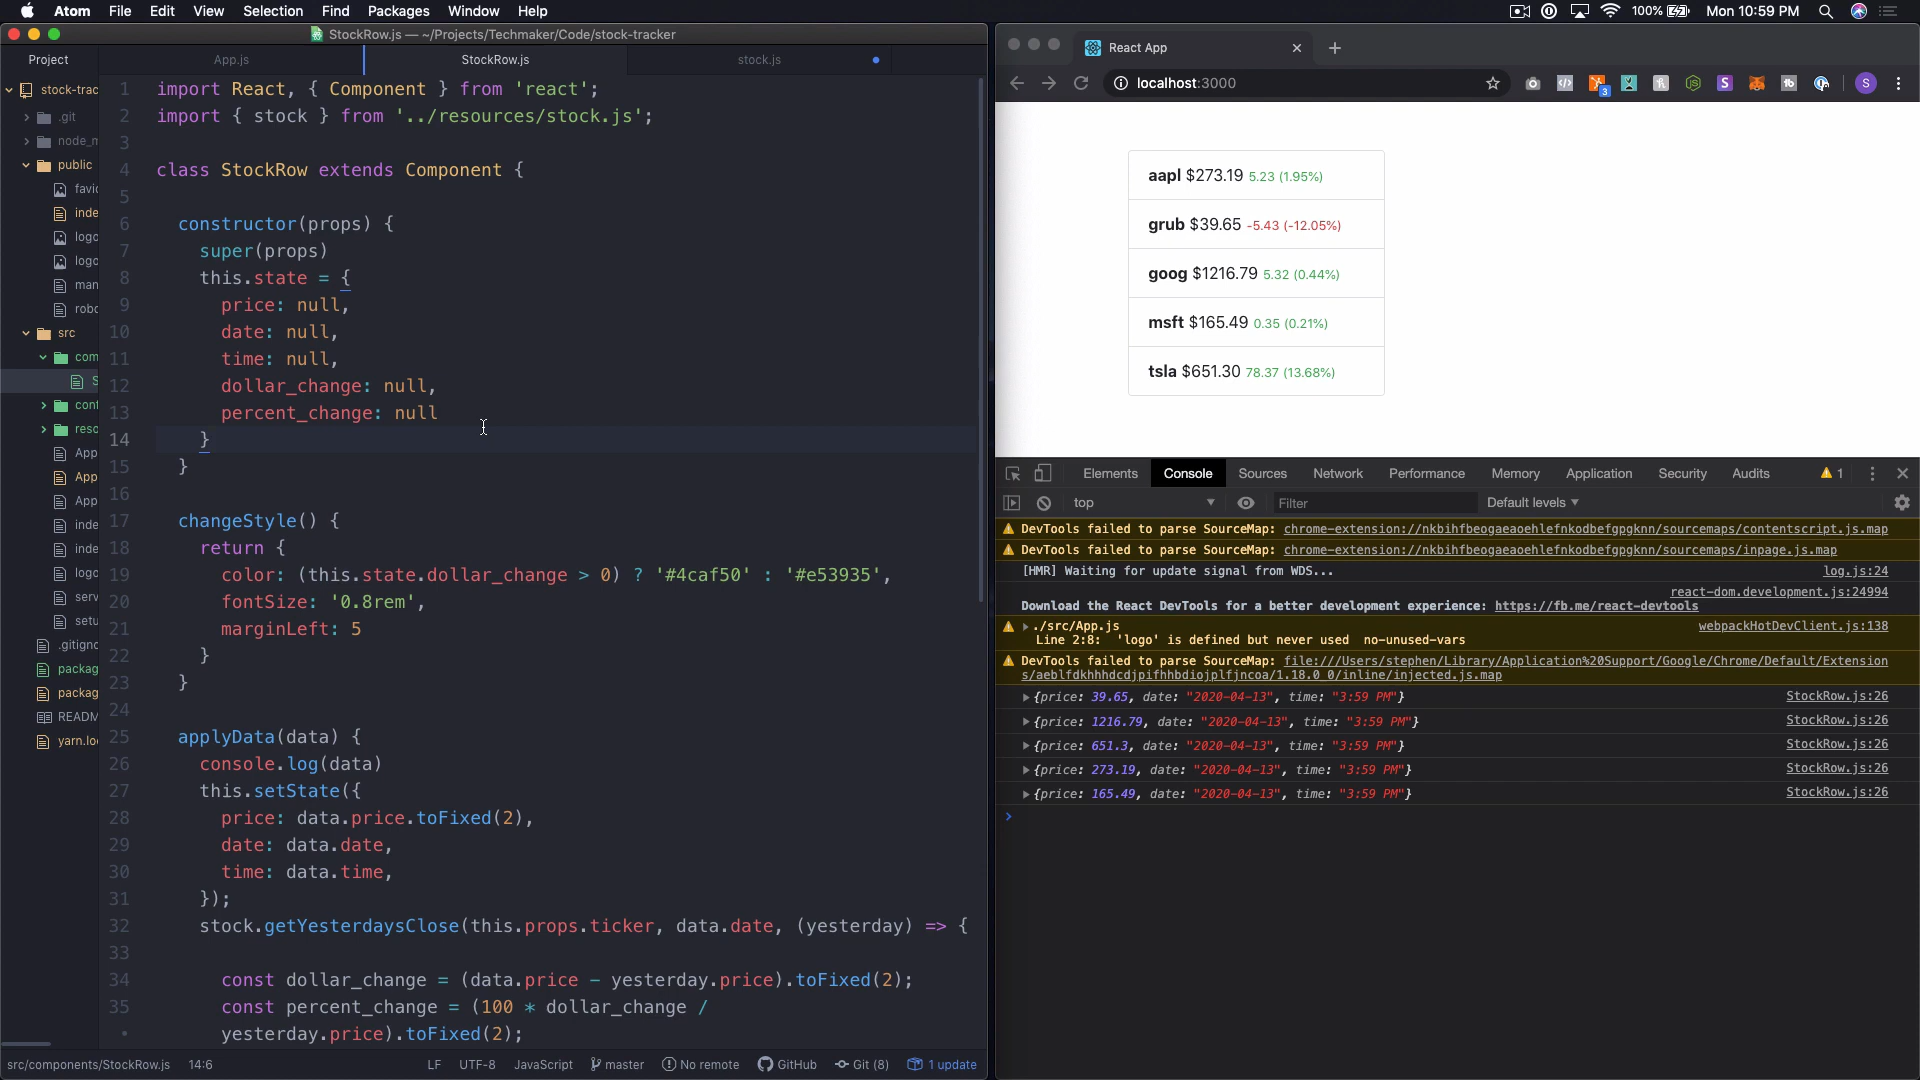 Atom File Edit View Selection Find Packages Window Help
100% Mon 10:59 PM
StockRow.js — ~/Projects/Techmaker/Code/stock-tracker
Project
App.js
StockRow.js
stock.js
stock-trac
.git
node_m
public
favic
inde
logo
logo
man
robo
src
com
S
cont
reso
App
App
App
inde
inde
logo
serv
setu
.gitigno
packag
packag
READM
yarn.lo
1 import React, { Component } from 'react';
2 import { stock } from '../resources/stock.js';
3
4 class StockRow extends Component {
5
6 constructor(props) {
7 super(props)
8 this.state = {
9 price: null,
10 date: null,
11 time: null,
12 dollar_change: null,
13 percent_change: null
14 }
15 }
16
17 changeStyle() {
18 return {
19 color: (this.state.dollar_change > 0) ? '#4caf50' : '#e53935',
20 fontSize: '0.8rem',
21 marginLeft: 5
22 }
23 }
24
25 applyData(data) {
26 console.log(data)
27 this.setState({
28 price: data.price.toFixed(2),
29 date: data.date,
30 time: data.time,
31 });
32 stock.getYesterdaysClose(this.props.ticker, data.date, (yesterday) => {
33
34 const dollar_change = (data.price - yesterday.price).toFixed(2);
35 const percent_change = (100 * dollar_change /
• yesterday.price).toFixed(2);
src/components/StockRow.js 14:6
LF UTF-8 JavaScript master No remote GitHub Git (8) 1 update
React App
localhost:3000
3
S
S
aapl $273.19 5.23 (1.95%)
grub $39.65 -5.43 (-12.05%)
goog $1216.79 5.32 (0.44%)
msft $165.49 0.35 (0.21%)
tsla $651.30 78.37 (13.68%)
Elements Console Sources Network Performance Memory Application Security Audits 1
top Filter Default levels
DevTools failed to parse SourceMap: chrome-extension://nkbihfbeogaeaoehlefnkodbefgpgknn/sourcemaps/contentscript.js.map
DevTools failed to parse SourceMap: chrome-extension://nkbihfbeogaeaoehlefnkodbefgpgknn/sourcemaps/inpage.js.map
[HMR] Waiting for update signal from WDS... log.js:24
react-dom.development.js:24994
Download the React DevTools for a better development experience: https://fb.me/react-devtools
./src/App.js webpackHotDevClient.js:138
Line 2:8: 'logo' is defined but never used no-unused-vars
DevTools failed to parse SourceMap: file:///Users/stephen/Library/Application%20Support/Google/Chrome/Default/Extension
s/aeblfdkhhhdcdjpifhhbdiojplfjncoa/1.18.0_0/inline/injected.js.map
{price: 39.65, date: "2020-04-13", time: "3:59 PM"} StockRow.js:26
{price: 1216.79, date: "2020-04-13", time: "3:59 PM"} StockRow.js:26
{price: 651.3, date: "2020-04-13", time: "3:59 PM"} StockRow.js:26
{price: 273.19, date: "2020-04-13", time: "3:59 PM"} StockRow.js:26
{price: 165.49, date: "2020-04-13", time: "3:59 PM"} StockRow.js:26